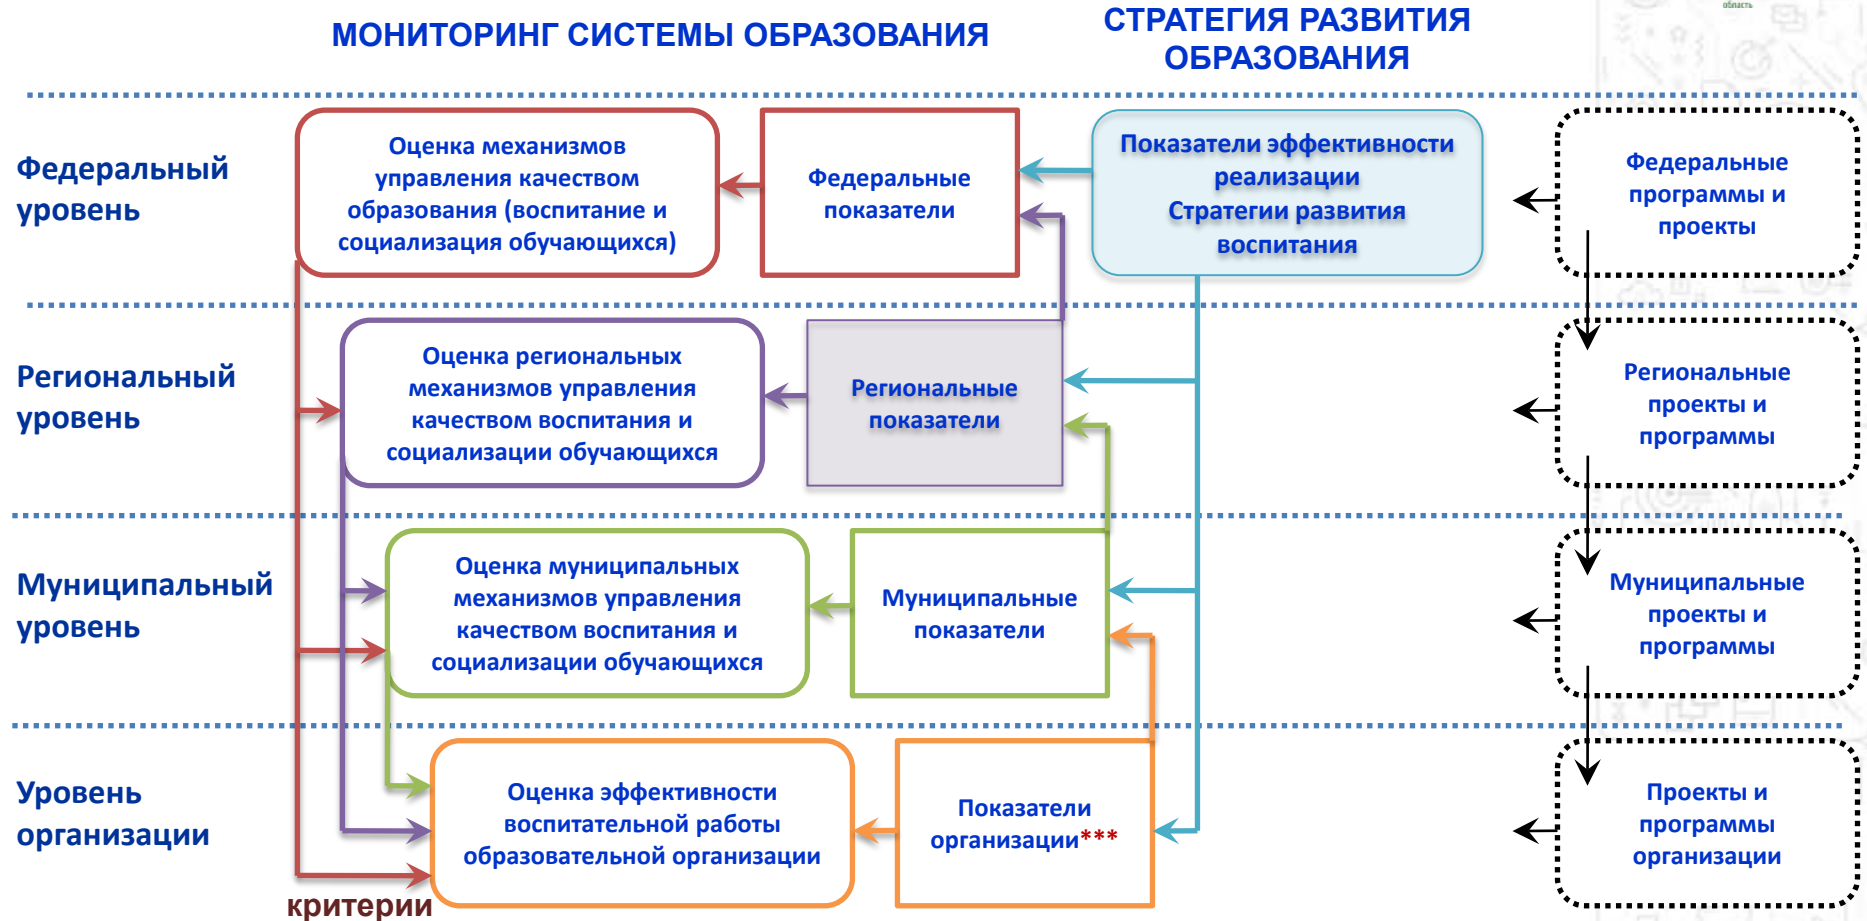 область
МОНИТОРИНГ СИСТЕМЫ ОБРАЗОВАНИЯ
СТРАТЕГИЯ РАЗВИТИЯ
ОБРАЗОВАНИЯ
Федеральный
уровень
Оценка механизмов
управления качеством
образования (воспитание и
социализация обучающихся)
Федеральные
показатели
Показатели эффективности
реализации
Стратегии развития
воспитания
Федеральные
программы и
проекты
Региональный
уровень
Оценка региональных
механизмов управления
качеством воспитания и
социализации обучающихся
Региональные
показатели
Региональные
проекты и
программы
Муниципальный
уровень
Оценка муниципальных
механизмов управления
качеством воспитания и
социализации обучающихся
Муниципальные
показатели
Муниципальные
проекты и
программы
Уровень
организации
Оценка эффективности
воспитательной работы
образовательной организации
Показатели
организации***
Проекты и
программы
организации
критерии